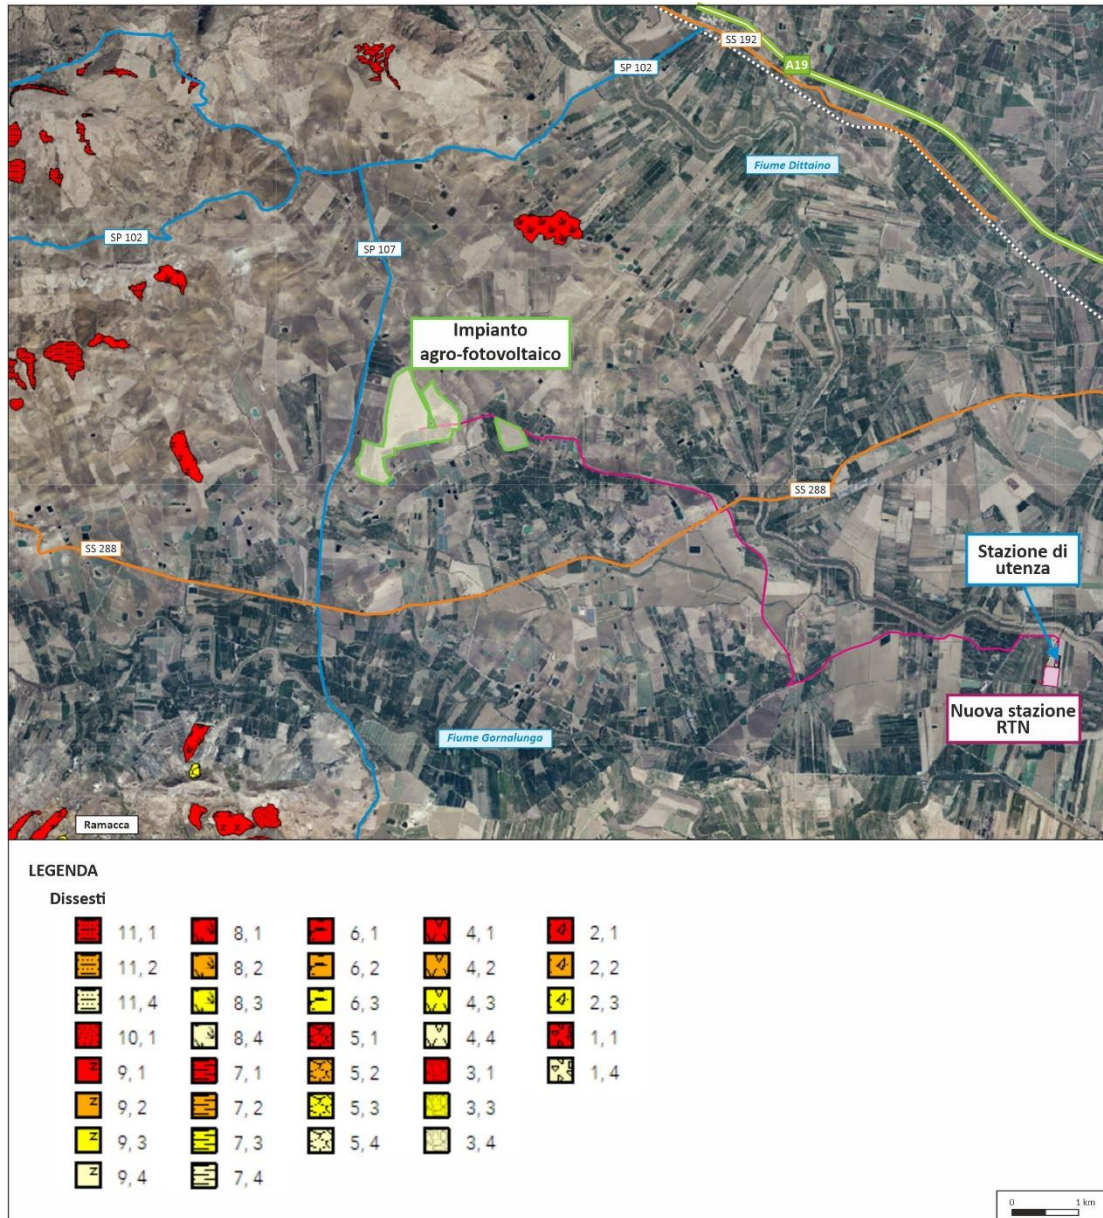 SS 192
SP 102
A19
Fiume Dittaino
SP 102
SP 107
Impianto
agro-fotovoltaico
SS 288
SS 288
Stazione di
utenza
Nuova stazione
RTN
Fiume Gornalunga
Ramacca
LEGENDA
Dissesti
11, 1
8, 1
6, 1
4, 1
2, 1
11, 2
8, 2
6, 2
4, 2
2, 2
11, 4
8, 3
6, 3
4, 3
2, 3
10, 1
8, 4
5, 1
4, 4
1, 1
z 9, 1
7, 1
5, 2
3, 1
1, 4
z 9, 2
7, 2
5, 3
3, 3
z 9, 3
7, 3
5, 4
3, 4
z 9, 4
7, 4
0 1 km